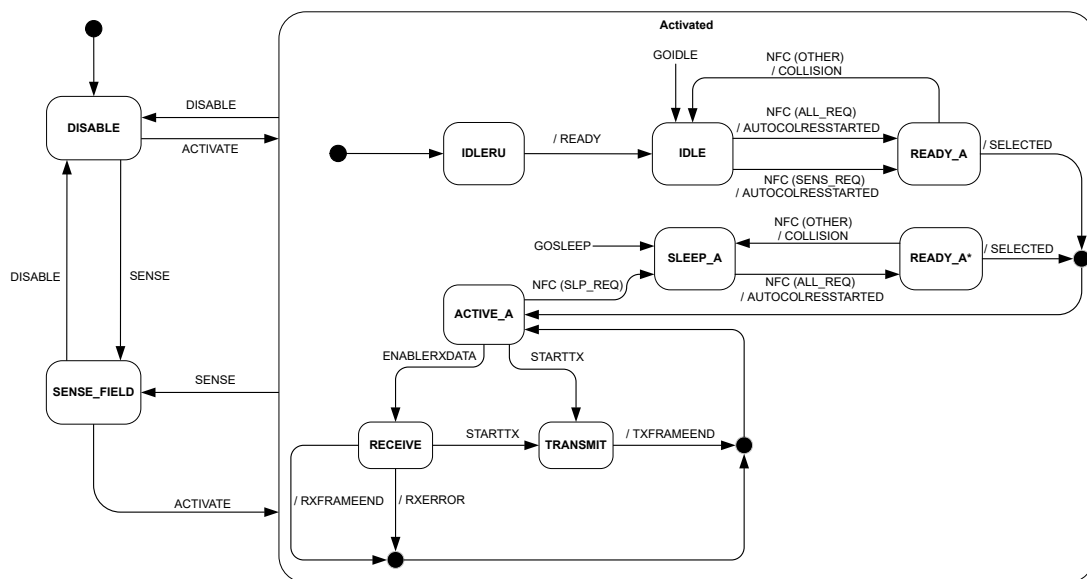 Activated
GOIDLE
NFC (OTHER)
/ COLLISION
DISABLE
DISABLE
ACTIVATE
IDLERU
/ READY
IDLE
NFC (ALL_REQ)
/ AUTOCOLRESSTARTED
READY_A
/ SELECTED
NFC (SENS_REQ)
/ AUTOCOLRESSTARTED
NFC (OTHER)
/ COLLISION
GOSLEEP
SLEEP_A
READY_A*
/ SELECTED
DISABLE
SENSE
NFC (SLP_REQ)
NFC (ALL_REQ)
/ AUTOCOLRESSTARTED
ACTIVE_A
ENABLERXDATA
STARTTX
SENSE_FIELD
SENSE
RECEIVE
STARTTX
TRANSMIT
/ TXFRAMEEND
ACTIVATE
/ RXFRAMEEND
/ RXERROR